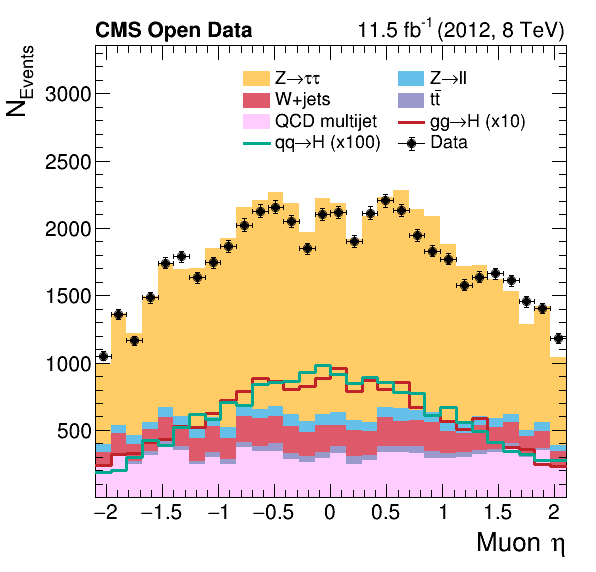 CMS Open Data 11.5 fb⁻¹ (2012, 8 TeV)
N_Events
Z→ττ Z→ll
W+jets tt̄
QCD multijet gg→H (x10)
qq→H (x100) Data
3000
2500
2000
1500
1000
500
−2 −1.5 −1 −0.5 0 0.5 1 1.5 2
Muon η